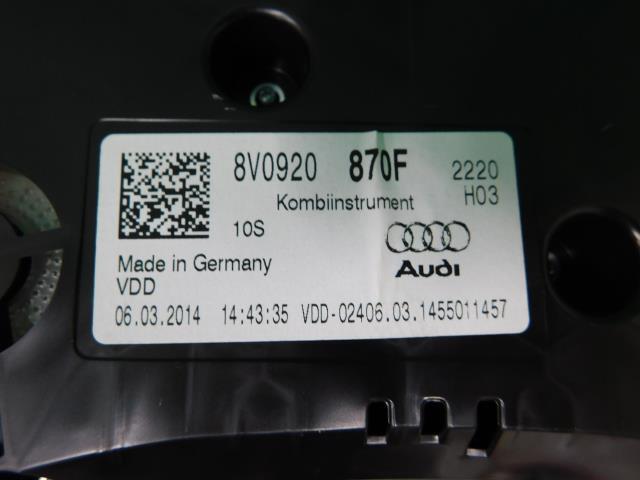 8V0920 870F 2220
Kombiinstrument H03
10S
Audi
Made in Germany
VDD
06.03.2014 14:43:35 VDD-02406.03.1455011457